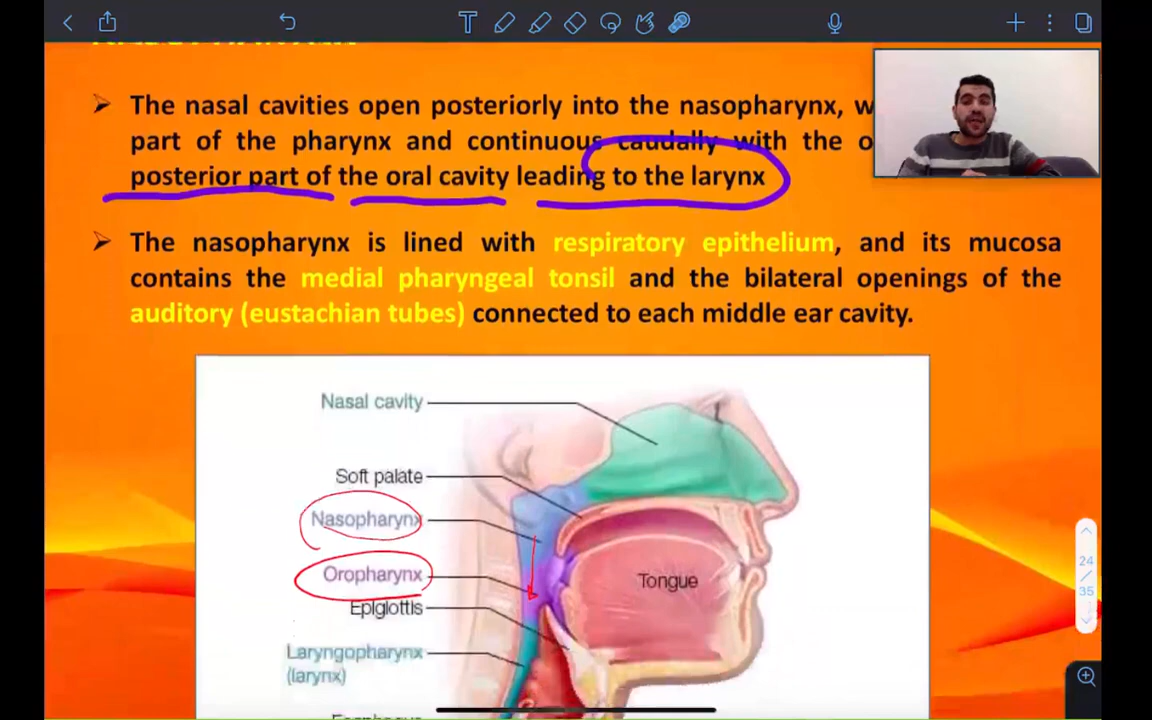 The nasal cavities open posteriorly into the nasopharynx,
part of the pharynx and continuous caudally with the
posterior part of the oral cavity leading to the larynx
The nasopharynx is lined with respiratory epithelium, and its mucosa
contains the medial pharyngeal tonsil and the bilateral openings of the
auditory (eustachian tubes) connected to each middle ear cavity.
Nasal cavity
Soft palate
Nasopharynx
Oropharynx
Tongue
Epiglottis
Laryngopharynx
(larynx)
24
/
35